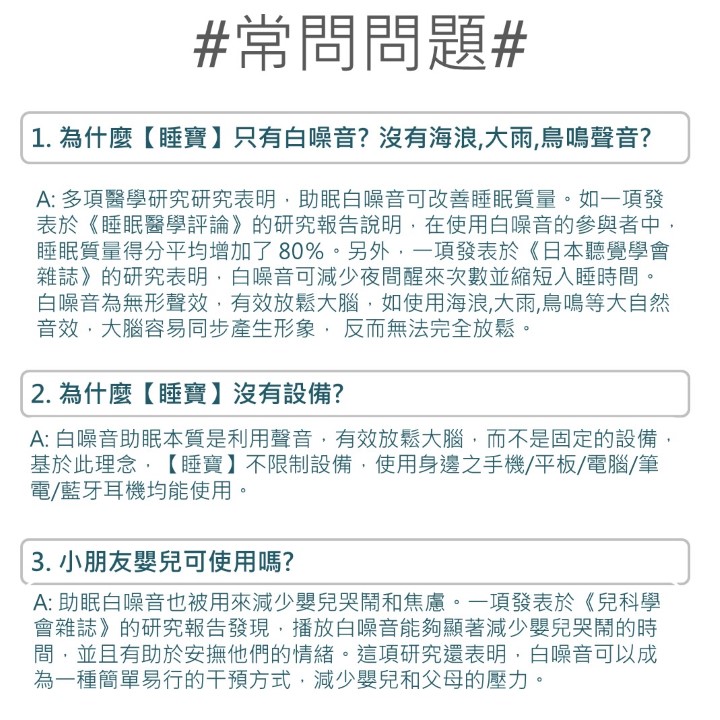 #常問問題#
1. 為什麼【睡寶】只有白噪音? 沒有海浪,大雨,鳥鳴聲音?
A: 多項醫學研究研究表明，助眠白噪音可改善睡眠質量。如一項發
表於《睡眠醫學評論》的研究報告說明，在使用白噪音的參與者中，
睡眠質量得分平均增加了80%。另外，一項發表於《日本聽覺學會
雜誌》的研究表明，白噪音可減少夜間醒來次數並縮短入睡時間。
白噪音為無形聲效，有效放鬆大腦，如使用海浪,大雨,鳥鳴等大自然
音效，大腦容易同步產生形象， 反而無法完全放鬆。
2. 為什麼【睡寶】沒有設備?
A: 白噪音助眠本質是利用聲音，有效放鬆大腦，而不是固定的設備，
基於此理念，【睡寶】不限制設備，使用身邊之手機/平板/電腦/筆
電/藍牙耳機均能使用。
3. 小朋友嬰兒可使用嗎?
A: 助眠白噪音也被用來減少嬰兒哭鬧和焦慮。一項發表於《兒科學
會雜誌》的研究報告發現，播放白噪音能夠顯著減少嬰兒哭鬧的時
間，並且有助於安撫他們的情緒。這項研究還表明，白噪音可以成
為一種簡單易行的干預方式，減少嬰兒和父母的壓力。